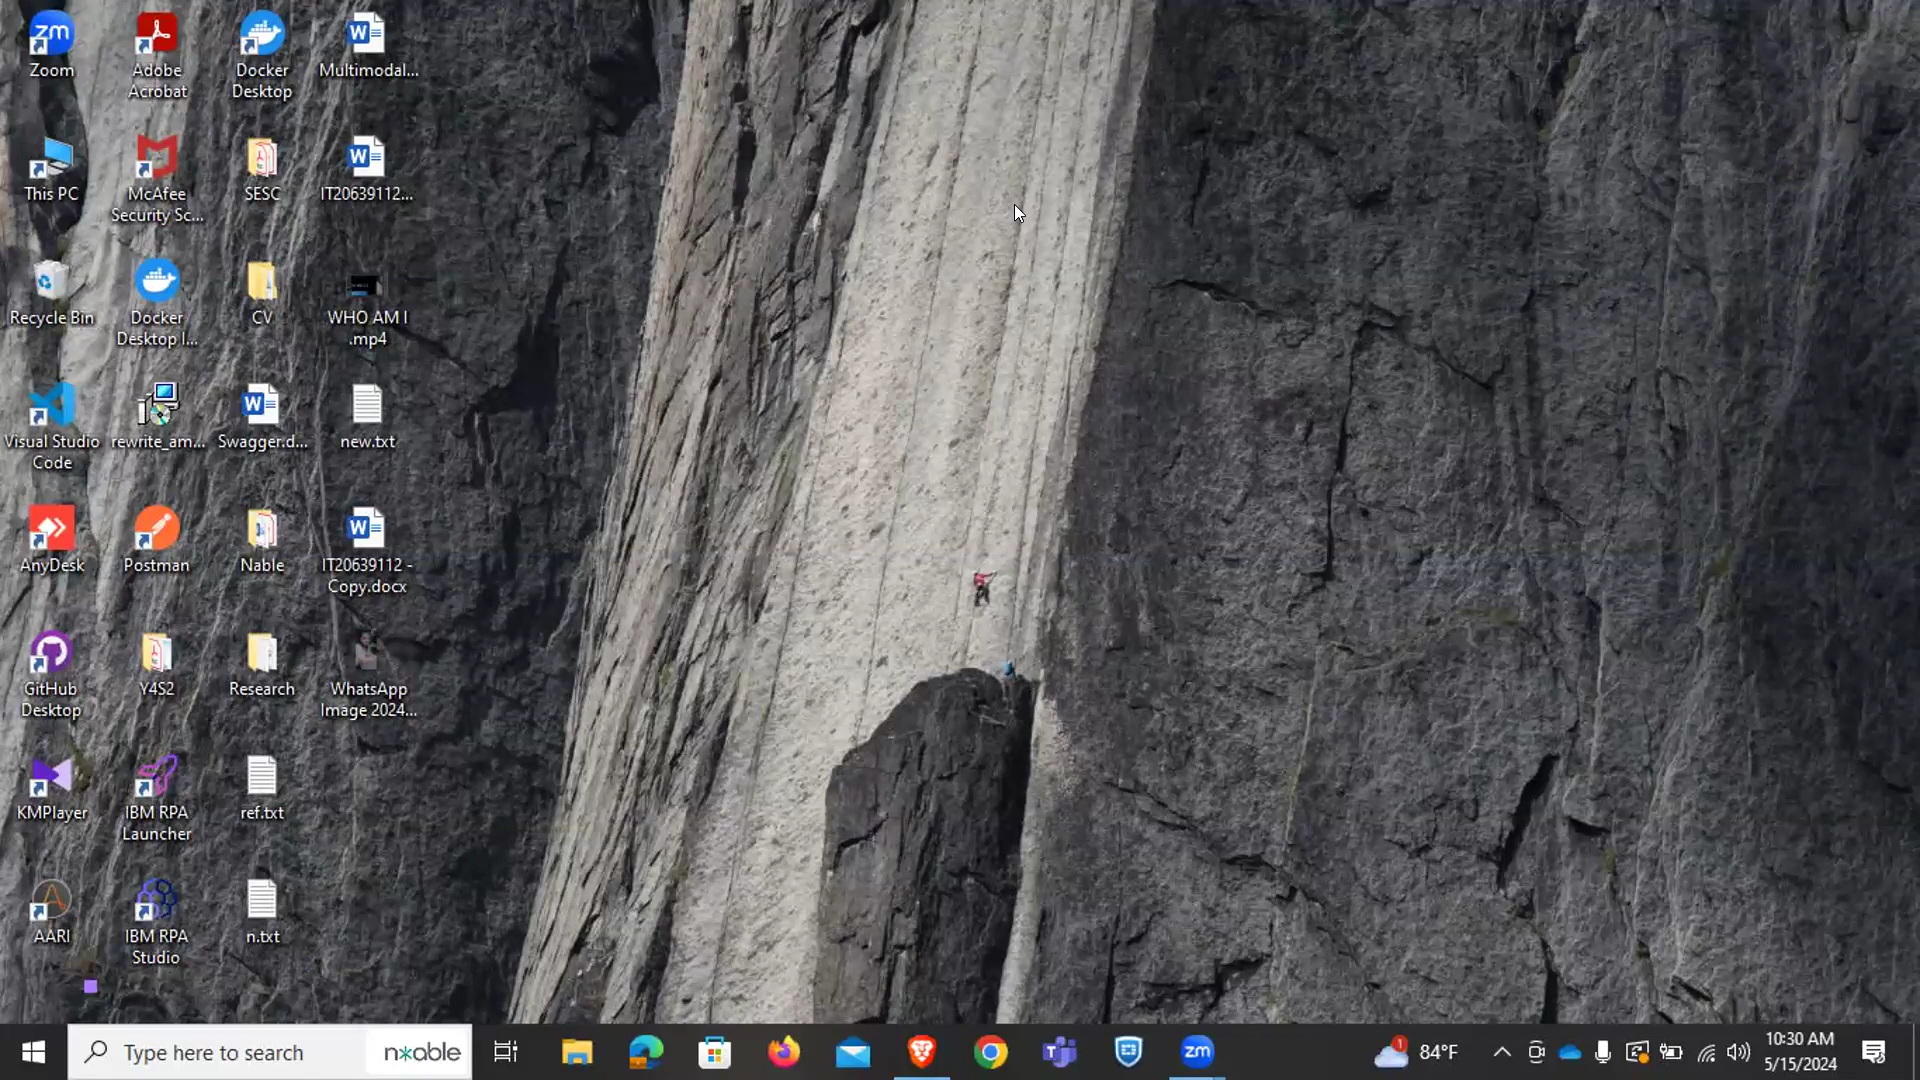 zm
Zoom
Adobe
Acrobat
Docker
Desktop
W
Multimodal...
This PC
McAfee
Security Sc...
SESC
W
IT20639112...
Recycle Bin
Docker
Desktop I...
CV
WHO AM I
.mp4
Visual Studio
Code
rewrite_am...
W
Swagger.d...
new.txt
AnyDesk
Postman
Nable
W
IT20639112 -
Copy.docx
GitHub
Desktop
Y4S2
Research
WhatsApp
Image 2024...
KMPlayer
IBM RPA
Launcher
ref.txt
AARI
IBM RPA
Studio
n.txt
Type here to search
n*able
zm
1
84°F
10:30 AM
5/15/2024